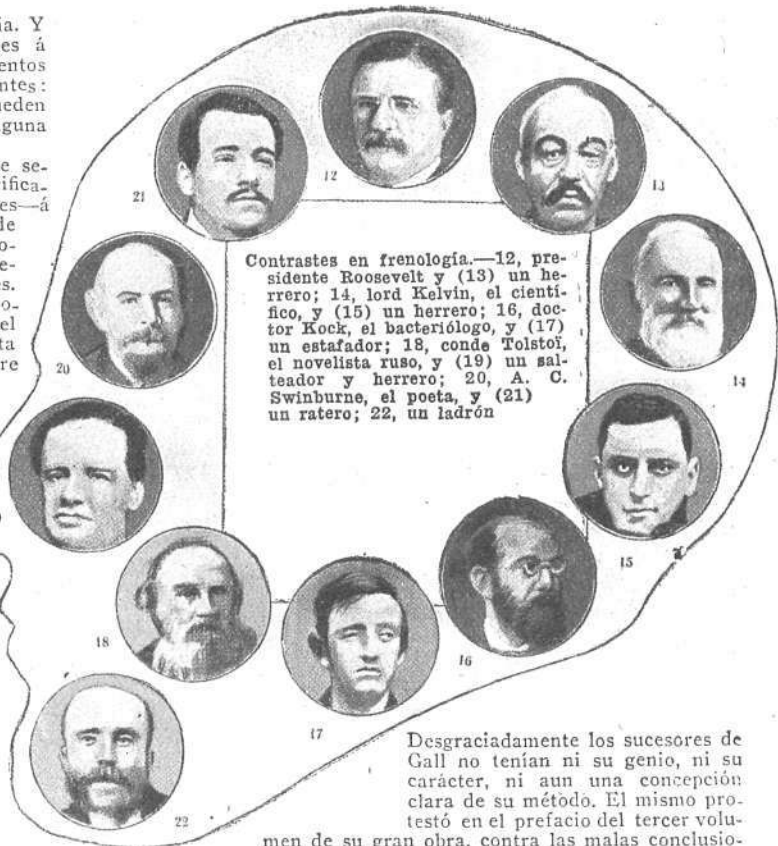 ia. Y
es á
entos
ntes:
ueden
guna
e se-
ifica-
es—á
de
o-
e-
s.
o-
el
ta
re
21
12
13
20
14
15
18
16
17
22
Contrastes en frenología.—12, pre-
sidente Roosevelt y (13) un he-
rrero; 14, lord Kelvin, el cientí-
fico, y (15) un herrero; 16, doc-
tor Kock, el bacteriólogo, y (17)
un estafador; 18, conde Tolstoï,
el novelista ruso, y (19) un sal-
teador y herrero; 20, A. C.
Swinburne, el poeta, y (21)
un ratero; 22, un ladrón
Desgraciadamente los sucesores de
Gall no tenían ni su genio, ni su
carácter, ni aun una concepción
clara de su método. El mismo pro-
testó en el prefacio del tercer volu-
men de su gran obra, contra las malas conclusio-